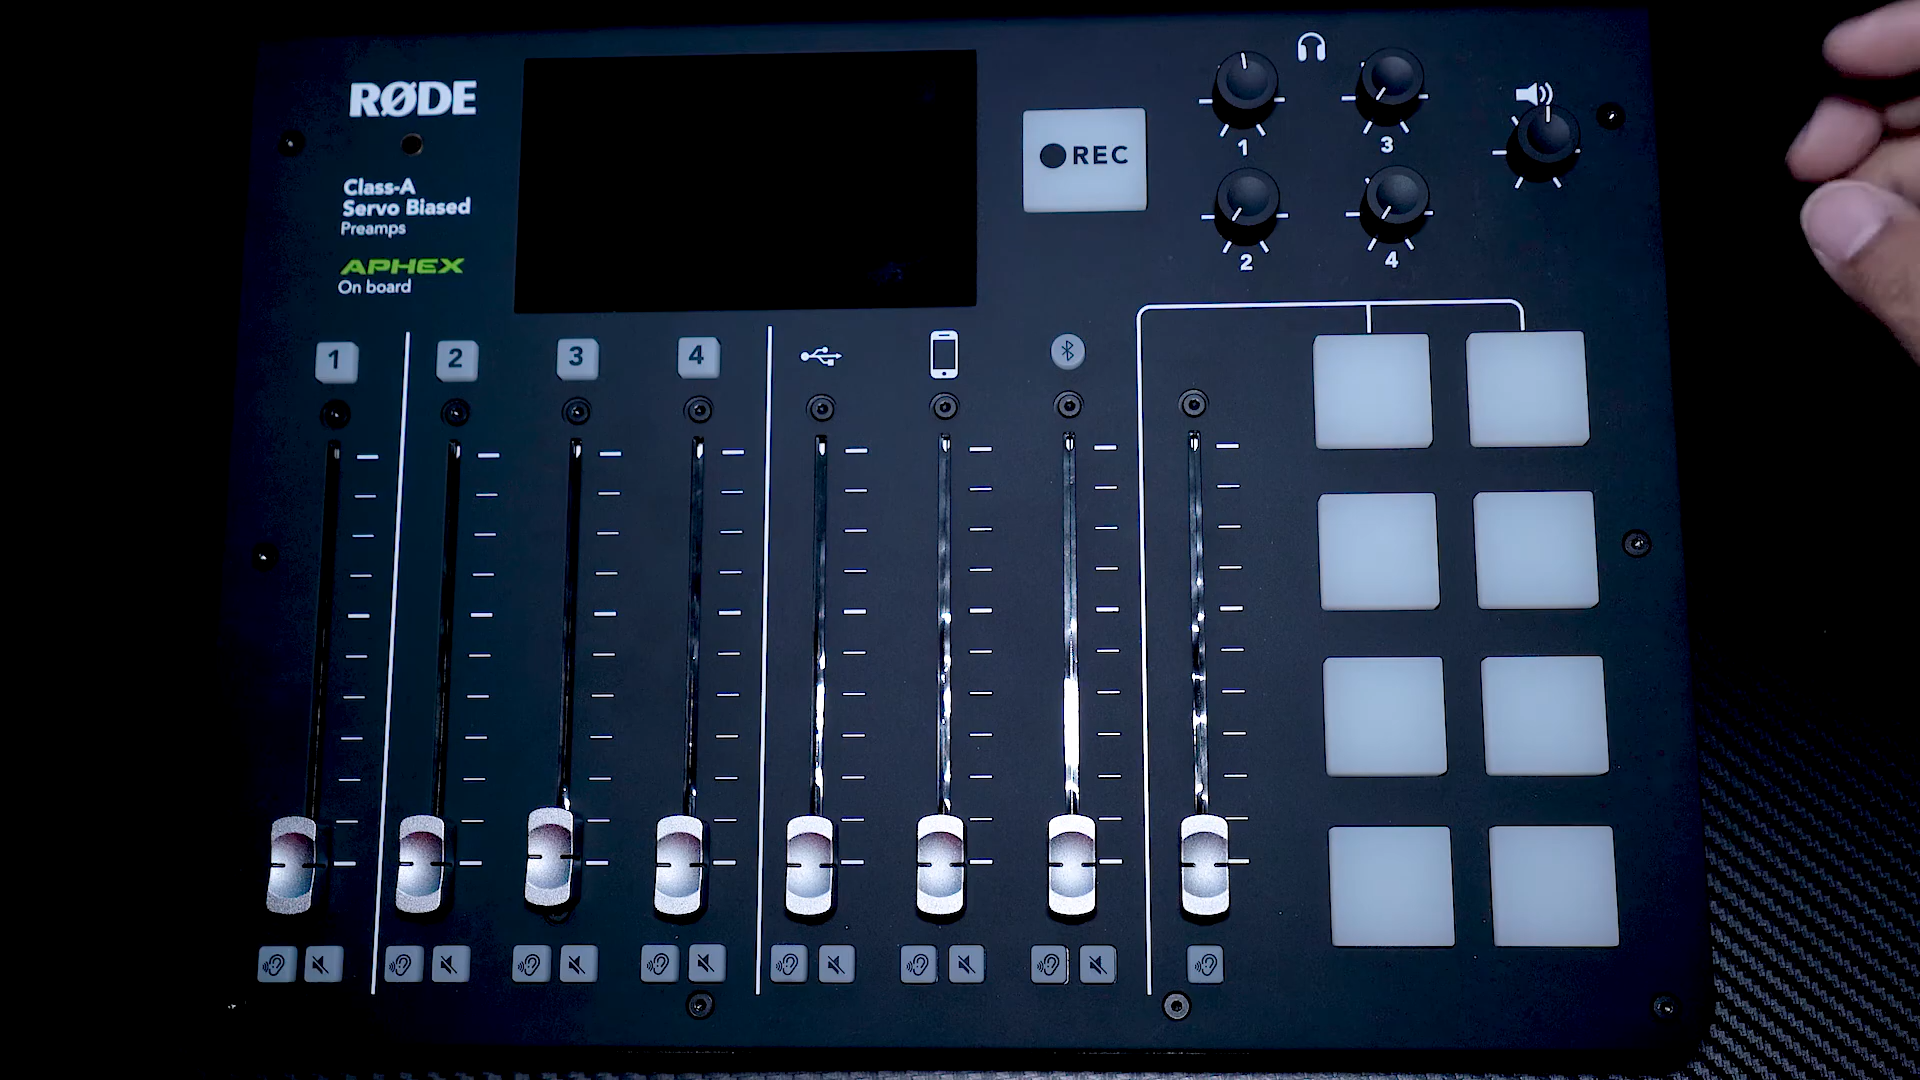 RØDE
Class-A
Servo Biased
Preamps
APHEX
On board
REC
1
3
2
4
1
2
3
4